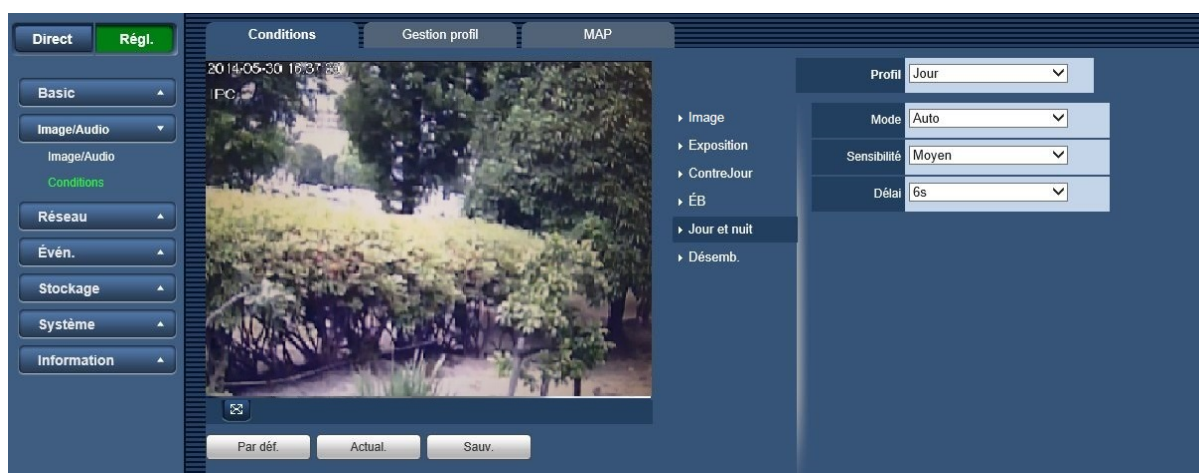 Direct
Régl.
Basic
Image/Audio
Image/Audio
Conditions
Réseau
Évén.
Stockage
Système
Information
Conditions
Gestion profil
MAP
2014-05-30 16:37
IPC
Par déf.
Actual.
Sauv.
Image
Exposition
ContreJour
ÉB
Jour et nuit
Désemb.
Profil Jour
Mode Auto
Sensibilité Moyen
Délai 6s